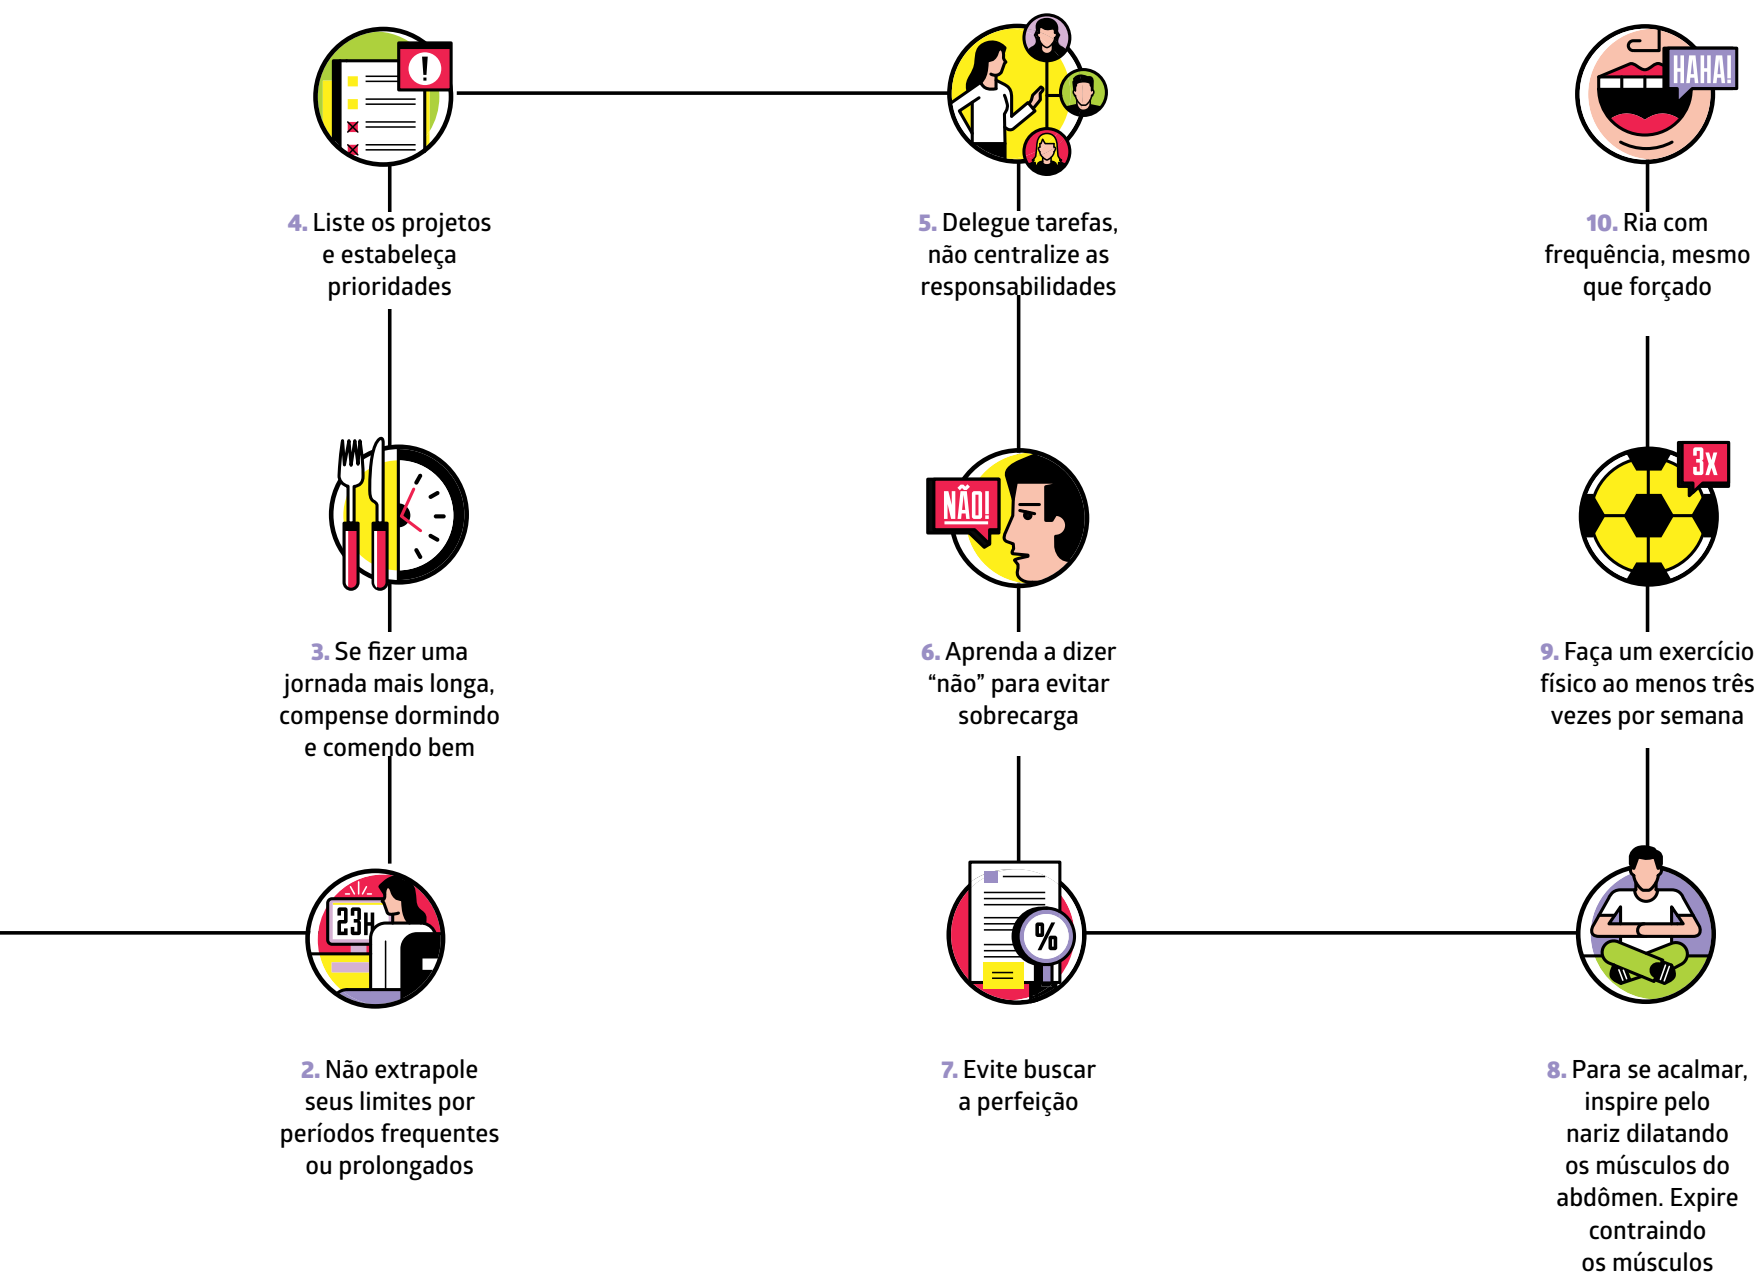 !
4. Liste os projetos
e estabeleça
prioridades
5. Delegue tarefas,
não centralize as
responsabilidades
HAHA!
10. Ria com
frequência, mesmo
que forçado
3. Se fizer uma
jornada mais longa,
compense dormindo
e comendo bem
NÃO!
6. Aprenda a dizer
“não” para evitar
sobrecarga
3X
9. Faça um exercício
físico ao menos três
vezes por semana
23H
2. Não extrapole
seus limites por
períodos frequentes
ou prolongados
%
7. Evite buscar
a perfeição
8. Para se acalmar,
inspire pelo
nariz dilatando
os músculos do
abdômen. Expire
contraindo
os músculos